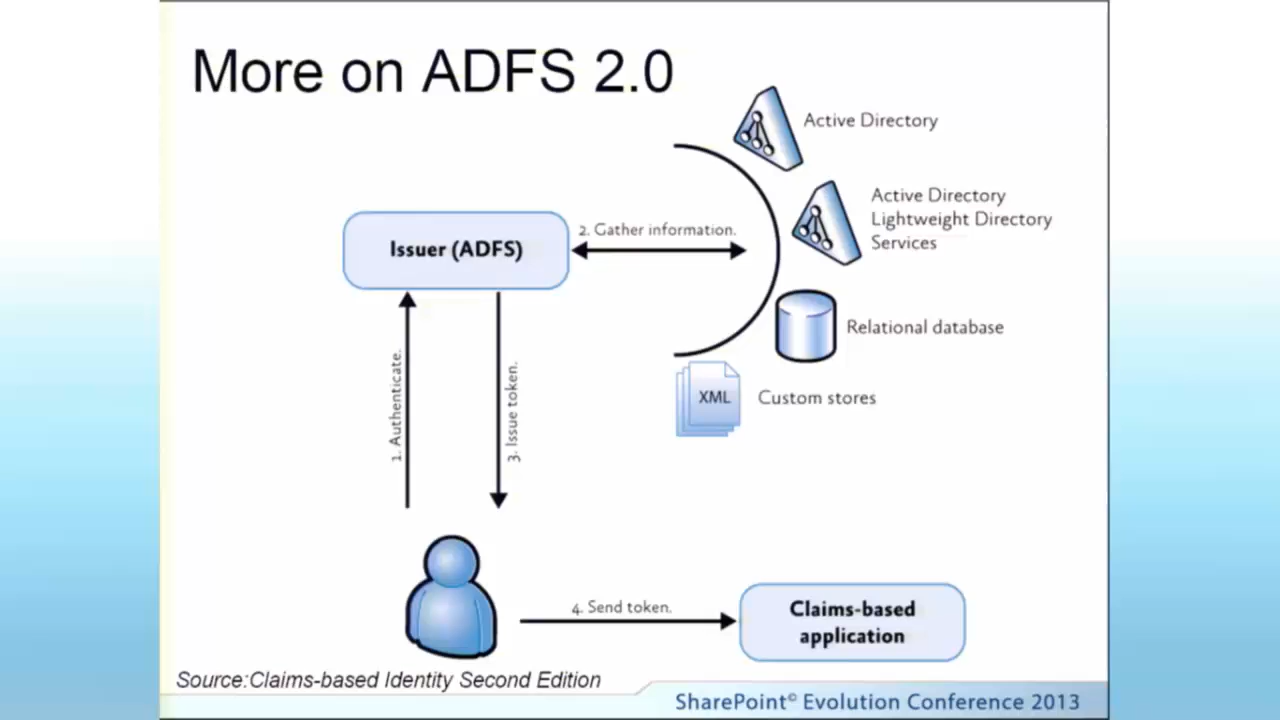 More on ADFS 2.0
Active Directory
Active Directory
Lightweight Directory
Services
2. Gather information.
Issuer (ADFS)
Relational database
1. Authenticate.
3. Issue token.
XML
Custom stores
4. Send token.
Claims-based
application
Source:Claims-based Identity Second Edition
SharePoint© Evolution Conference 2013